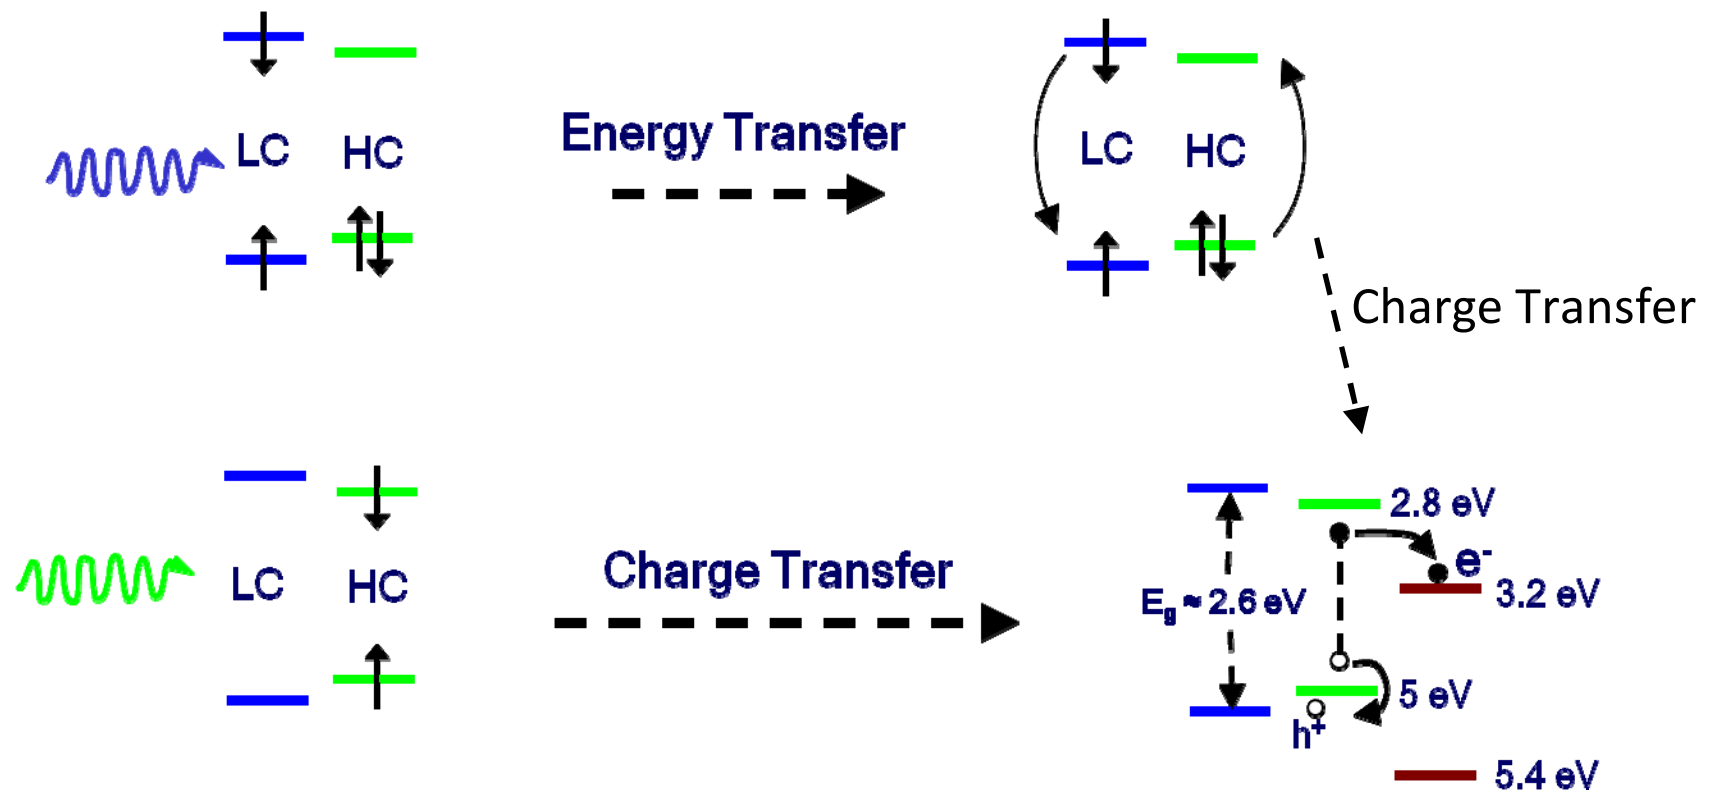 LC HC
Energy Transfer
LC HC
Charge Transfer
LC HC
Charge Transfer
2.8 eV
e-
3.2 eV
Eg ≈ 2.6 eV
5 eV
h+
5.4 eV